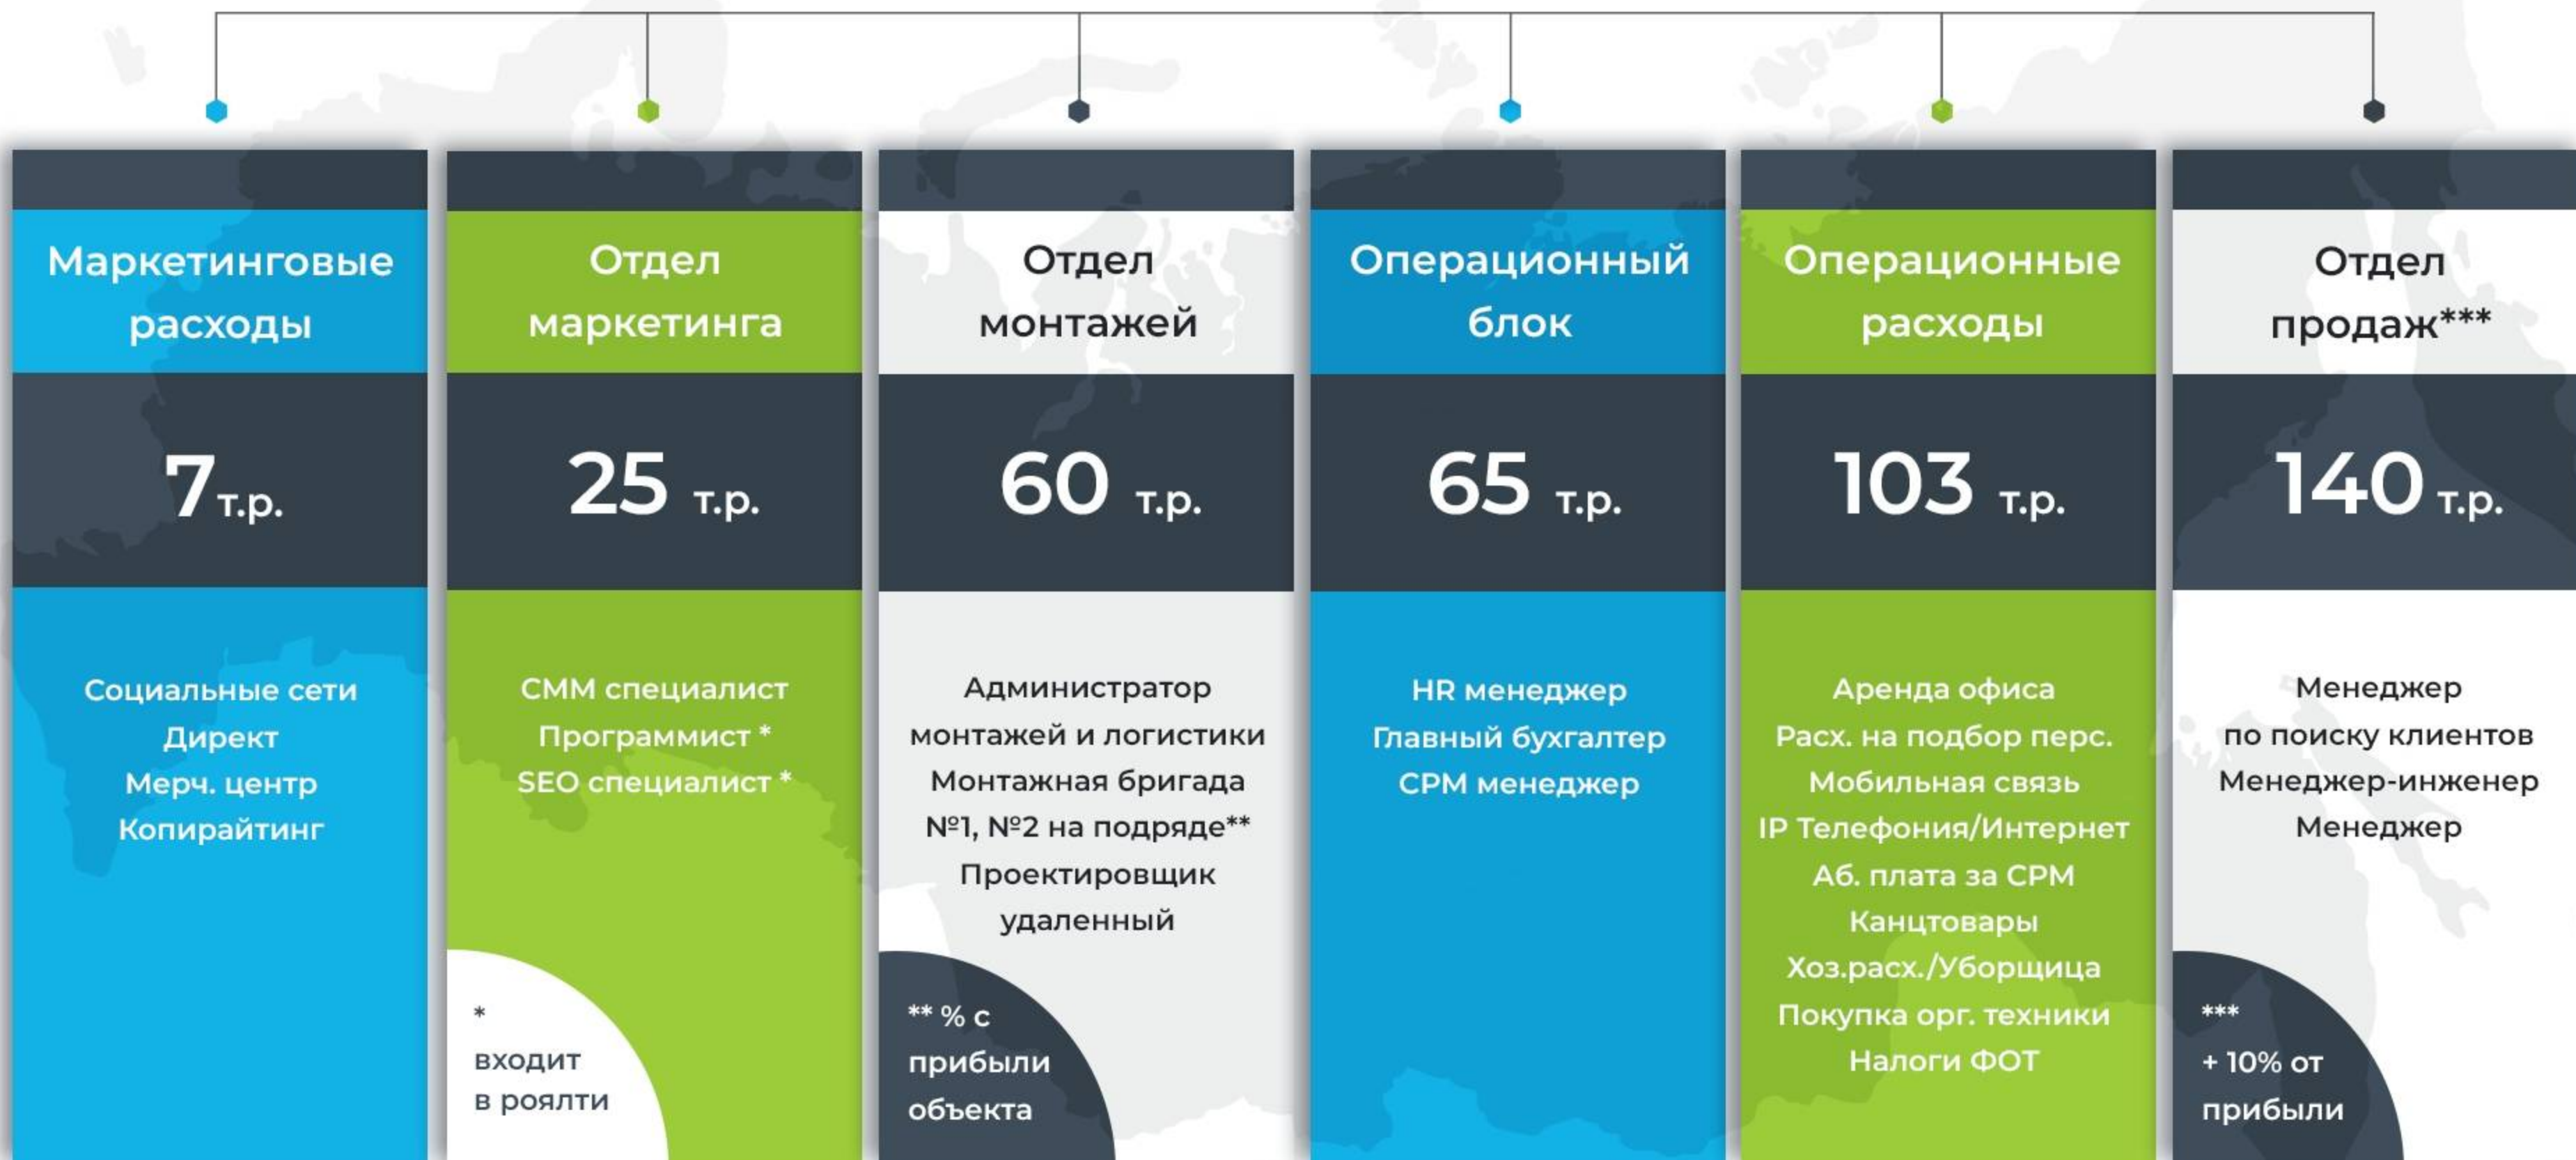 Маркетинговые
расходы
7 т.р.
Социальные сети
Директ
Мерч. центр
Копирайтинг
Отдел
маркетинга
25 т.р.
СММ специалист
Программист *
SEO специалист *
*
входит
в роялти
Отдел
монтажей
60 т.р.
Администратор
монтажей и логистики
Монтажная бригада
№1, №2 на подряде**
Проектировщик
удаленный
** % с
прибыли
объекта
Операционный
блок
65 т.р.
HR менеджер
Главный бухгалтер
СРМ менеджер
Операционные
расходы
103 т.р.
Аренда офиса
Расх. на подбор перс.
Мобильная связь
IP Телефония/Интернет
Аб. плата за СРМ
Канцтовары
Хоз.расх./Уборщица
Покупка орг. техники
Налоги ФОТ
Отдел
продаж***
140 т.р.
Менеджер
по поиску клиентов
Менеджер-инженер
Менеджер
***
+ 10% от
прибыли